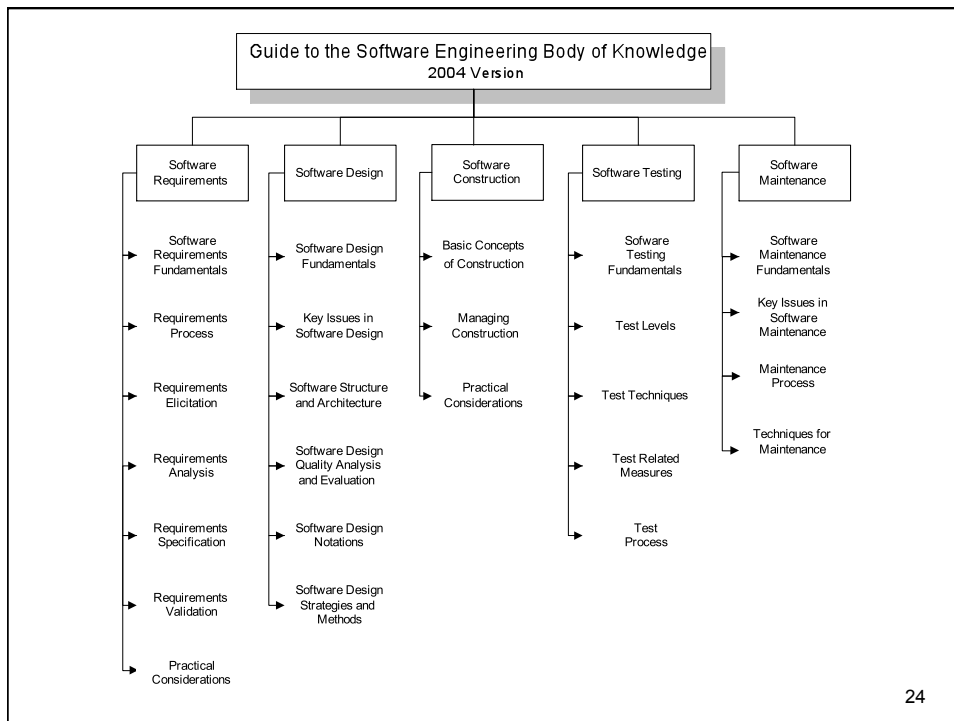 Guide to the Software Engineering Body of Knowledge
2004 Version
Software
Requirements
Software
Requirements
Fundamentals
Requirements
Process
Requirements
Elicitation
Requirements
Analysis
Requirements
Specification
Requirements
Validation
Practical
Considerations
Software Design
Software Design
Fundamentals
Key Issues in
Software Design
Software Structure
and Architecture
Software Design
Quality Analysis
and Evaluation
Software Design
Notations
Software Design
Strategies and
Methods
Software
Construction
Basic Concepts
of Construction
Managing
Construction
Practical
Considerations
Software Testing
Sofware
Testing
Fundamentals
Test Levels
Test Techniques
Test Related
Measures
Test
Process
Software
Maintenance
Software
Maintenance
Fundamentals
Key Issues in
Software
Maintenance
Maintenance
Process
Techniques for
Maintenance
24